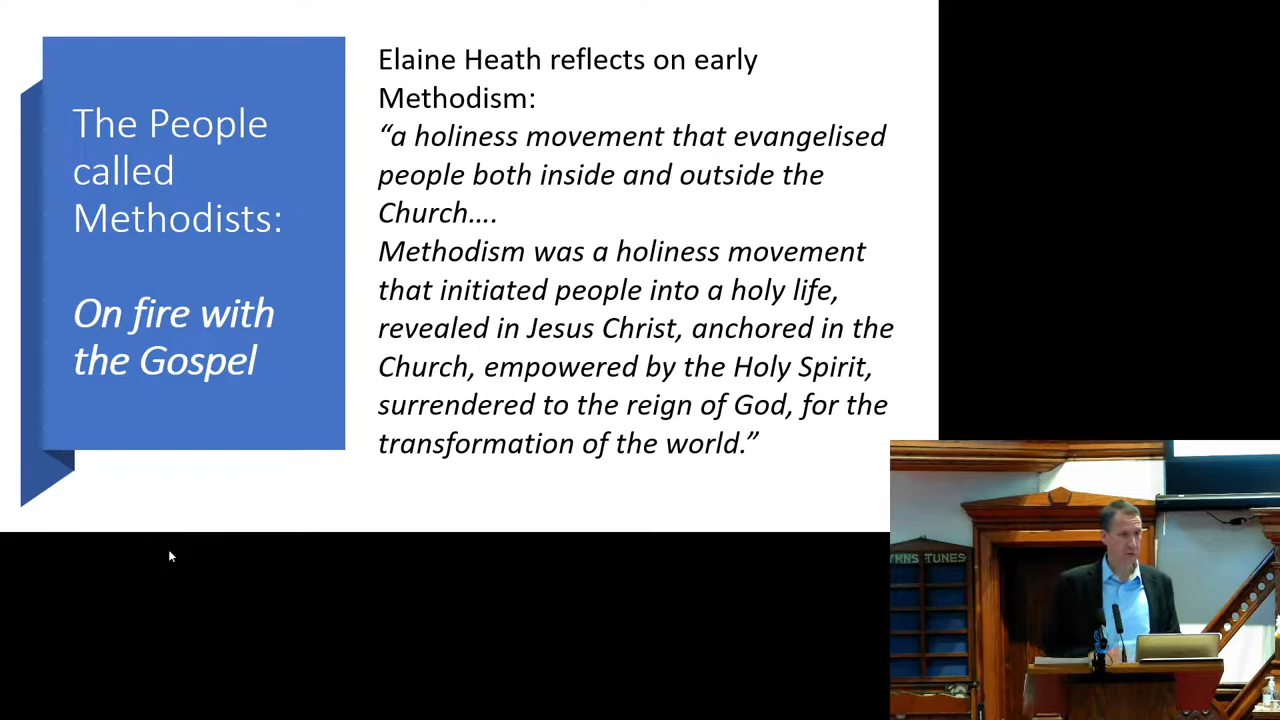 The People
called
Methodists:
On fire with
the Gospel
Elaine Heath reflects on early
Methodism:
“a holiness movement that evangelised
people both inside and outside the
Church….
Methodism was a holiness movement
that initiated people into a holy life,
revealed in Jesus Christ, anchored in the
Church, empowered by the Holy Spirit,
surrendered to the reign of God, for the
transformation of the world.”
TUNES